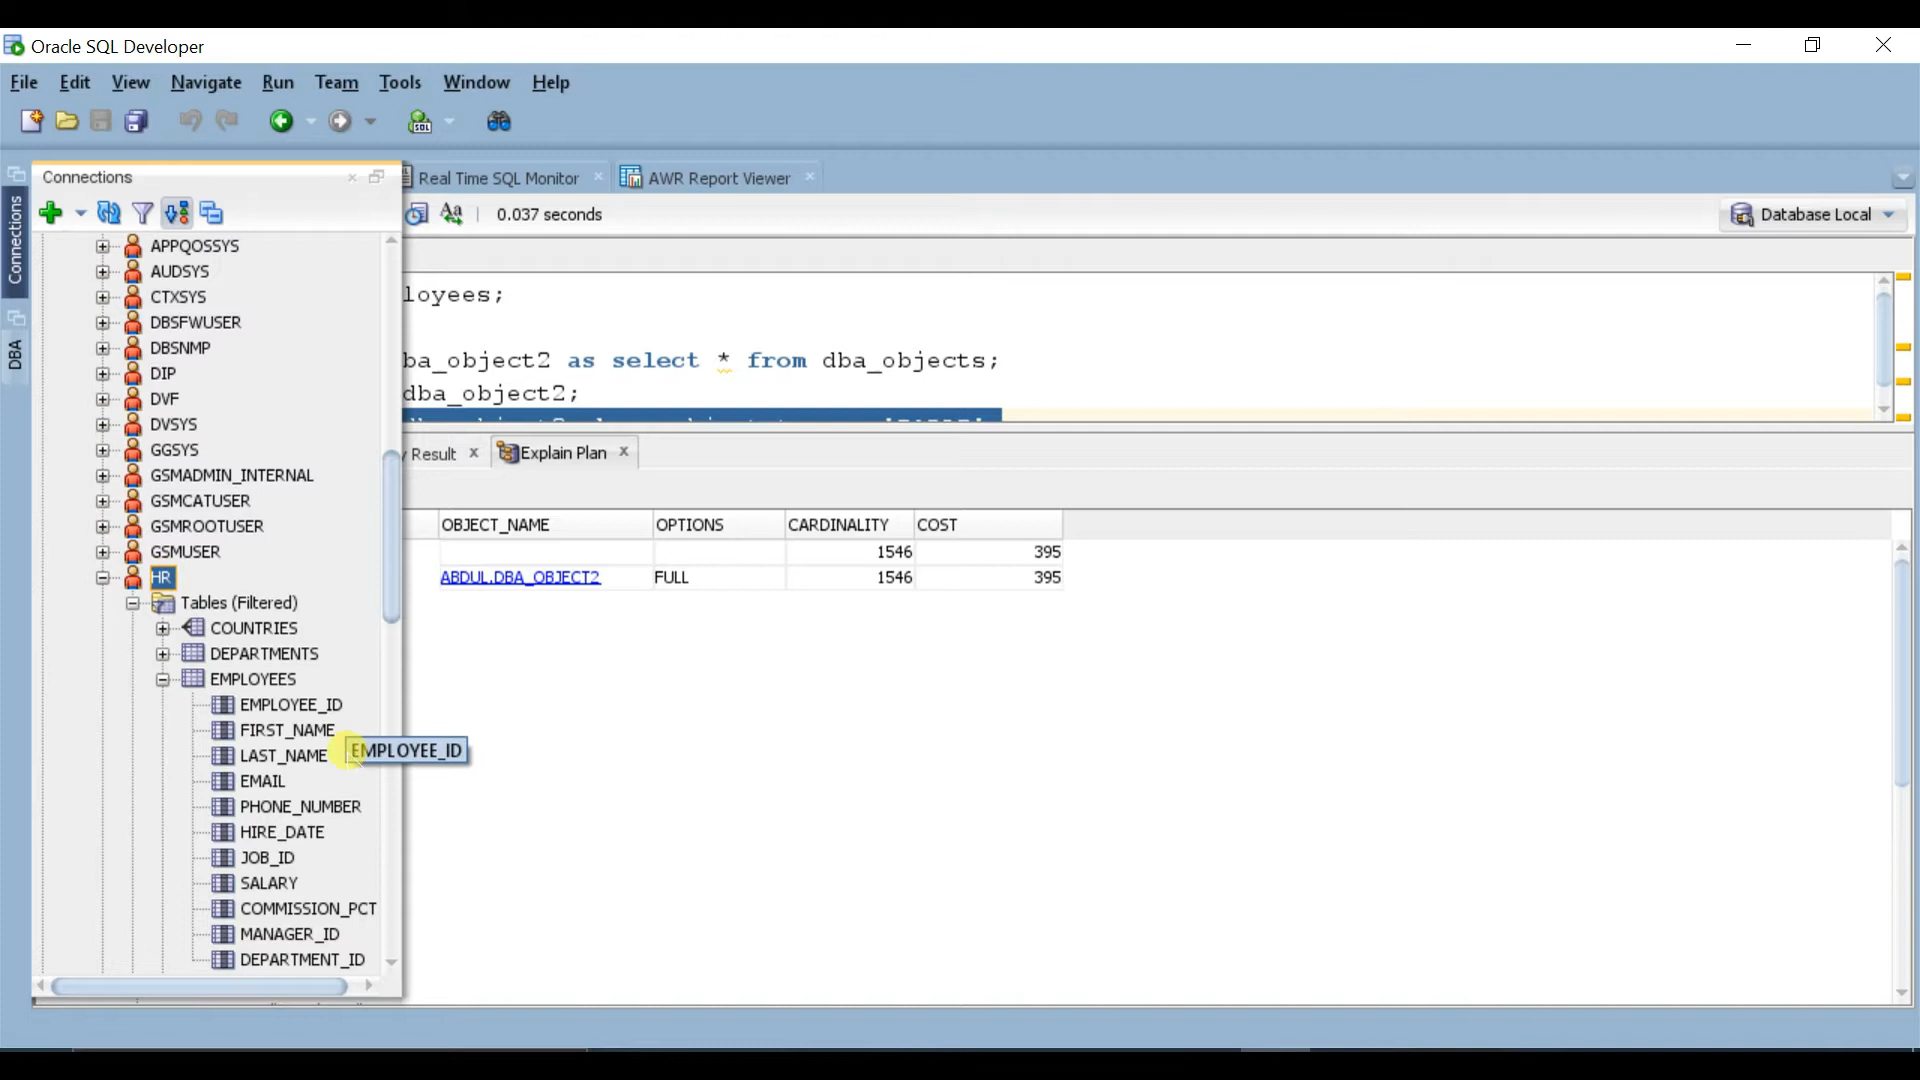 Oracle SQL Developer
File Edit View Navigate Run Team Tools Window Help
SQL
Connections
DBA
Connections
Real Time SQL Monitor
AWR Report Viewer
0.037 seconds
Database Local
APPQOSSYS
AUDSYS
CTXSYS
DBSFWUSER
DBSNMP
DIP
DVF
DVSYS
GGSYS
GSMADMIN_INTERNAL
GSMCATUSER
GSMROOTUSER
GSMUSER
HR
Tables (Filtered)
COUNTRIES
DEPARTMENTS
EMPLOYEES
EMPLOYEE_ID
FIRST_NAME
LAST_NAME
EMPLOYEE_ID
EMAIL
PHONE_NUMBER
HIRE_DATE
JOB_ID
SALARY
COMMISSION_PCT
MANAGER_ID
DEPARTMENT_ID
loyees;
ba_object2 as select * from dba_objects;
dba_object2;
y Result
Explain Plan
OBJECT_NAME OPTIONS CARDINALITY COST
1546 395
ABDUL.DBA_OBJECT2 FULL 1546 395